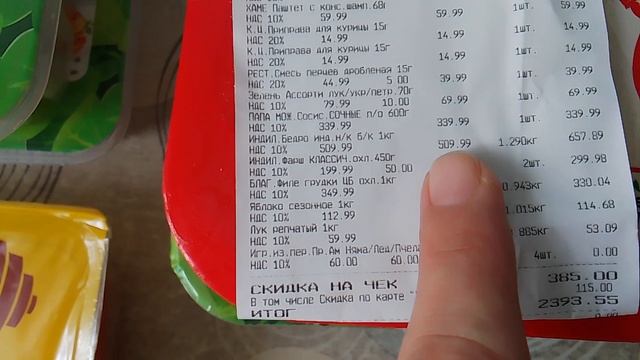 ХАМЕ Паштет с конс.шамп.68г
НДС 10% 59.99 59.99 1шт. 59.99
К.Ц.Приправа для курицы 15г
НДС 20% 14.99 14.99 1шт. 14.99
К.Ц.Приправа для курицы 15г
НДС 20% 14.99 14.99 1шт. 14.99
РЕСТ.Смесь перцев дробленая 15г
НДС 20% 44.99 5.00 39.99 1шт. 39.99
Зелень Ассорти лук/укр/петр.70г
НДС 10% 79.99 10.00 69.99 1шт. 69.99
ПАПА МОЖ.Сосис.СОЧНЫЕ п/о 600г
НДС 10% 339.99 339.99 1шт. 339.99
ИНДИЛ.Бедро инд.н/к б/к 1кг
НДС 10% 509.99 509.99 1.290кг 657.89
ИНДИЛ.Фарш КЛАССИЧ.охл.450г
НДС 10% 199.99 50.00 2шт. 299.98
БЛАГ.Филе грудки ЦБ охл.1кг
НДС 10% 349.99 0.943кг 330.04
Яблоко сезонное 1кг
НДС 10% 112.99 1.015кг 114.68
Лук репчатый 1кг
НДС 10% 59.99 885кг 53.09
Игр.из.пер.Пр.Ам Няма/Лед/Пчела
НДС 10% 60.00 60.00 4шт. 0.00
СКИДКА НА ЧЕК 385.00
В том числе Скидка по карте 115.00
ИТОГ 2393.55